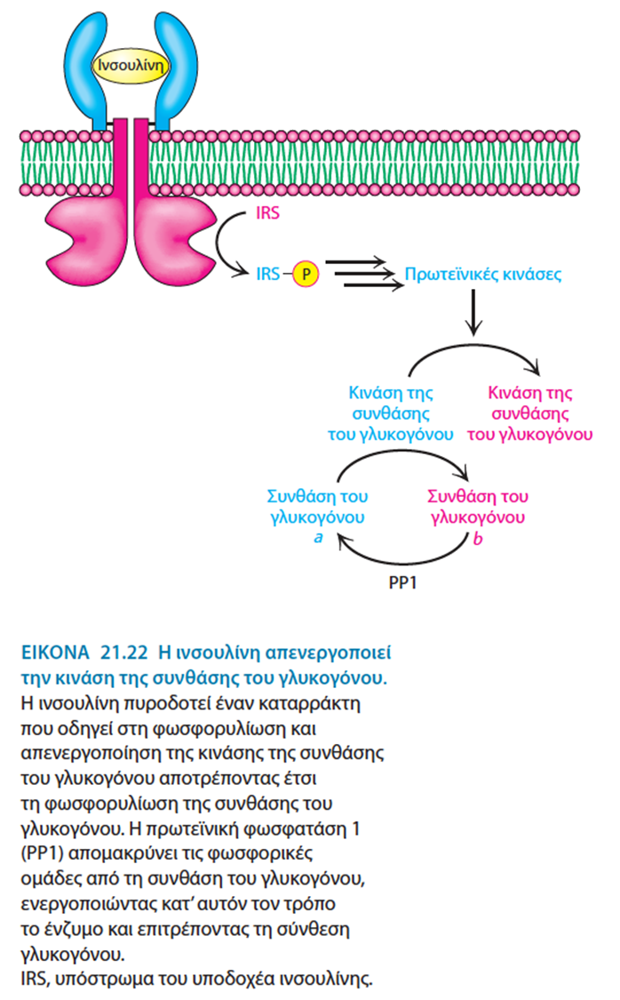 Ινσουλίνη
IRS
IRS P Πρωτεϊνικές κινάσες
Κινάση της
συνθάσης
του γλυκογόνου
Κινάση της
συνθάσης
του γλυκογόνου
Συνθάση του
γλυκογόνου
a
Συνθάση του
γλυκογόνου
b
PP1
ΕΙΚΟΝΑ 21.22 Η ινσουλίνη απενεργοποιεί
την κινάση της συνθάσης του γλυκογόνου.
Η ινσουλίνη πυροδοτεί έναν καταρράκτη
που οδηγεί στη φωσφορυλίωση και
απενεργοποίηση της κινάσης της συνθάσης
του γλυκογόνου αποτρέποντας έτσι
τη φωσφορυλίωση της συνθάσης του
γλυκογόνου. Η πρωτεϊνική φωσφατάση 1
(PP1) απομακρύνει τις φωσφορικές
ομάδες από τη συνθάση του γλυκογόνου,
ενεργοποιώντας κατ’ αυτόν τον τρόπο
το ένζυμο και επιτρέποντας τη σύνθεση
γλυκογόνου.
IRS, υπόστρωμα του υποδοχέα ινσουλίνης.